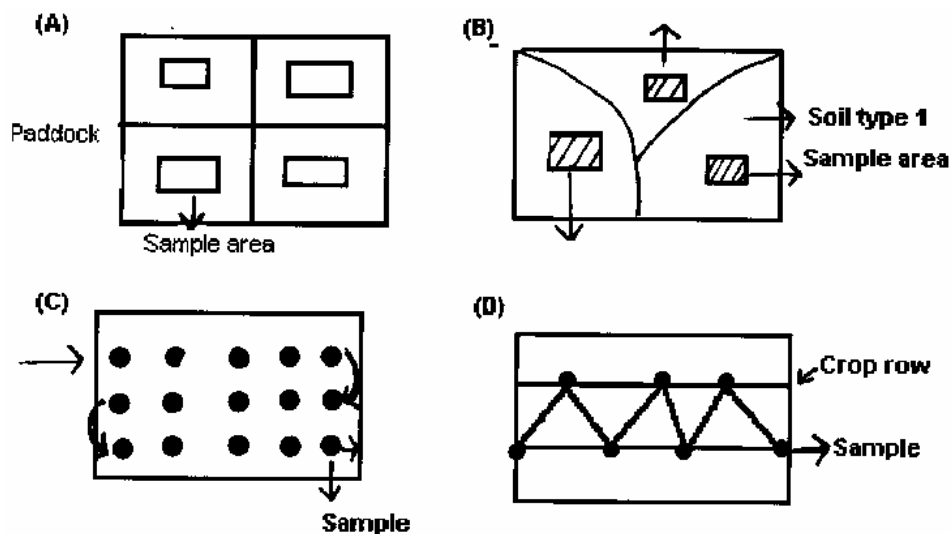 (A)
Paddock
Sample area
(B)
Soil type 1
Sample area
(C)
Sample
(D)
Crop row
Sample